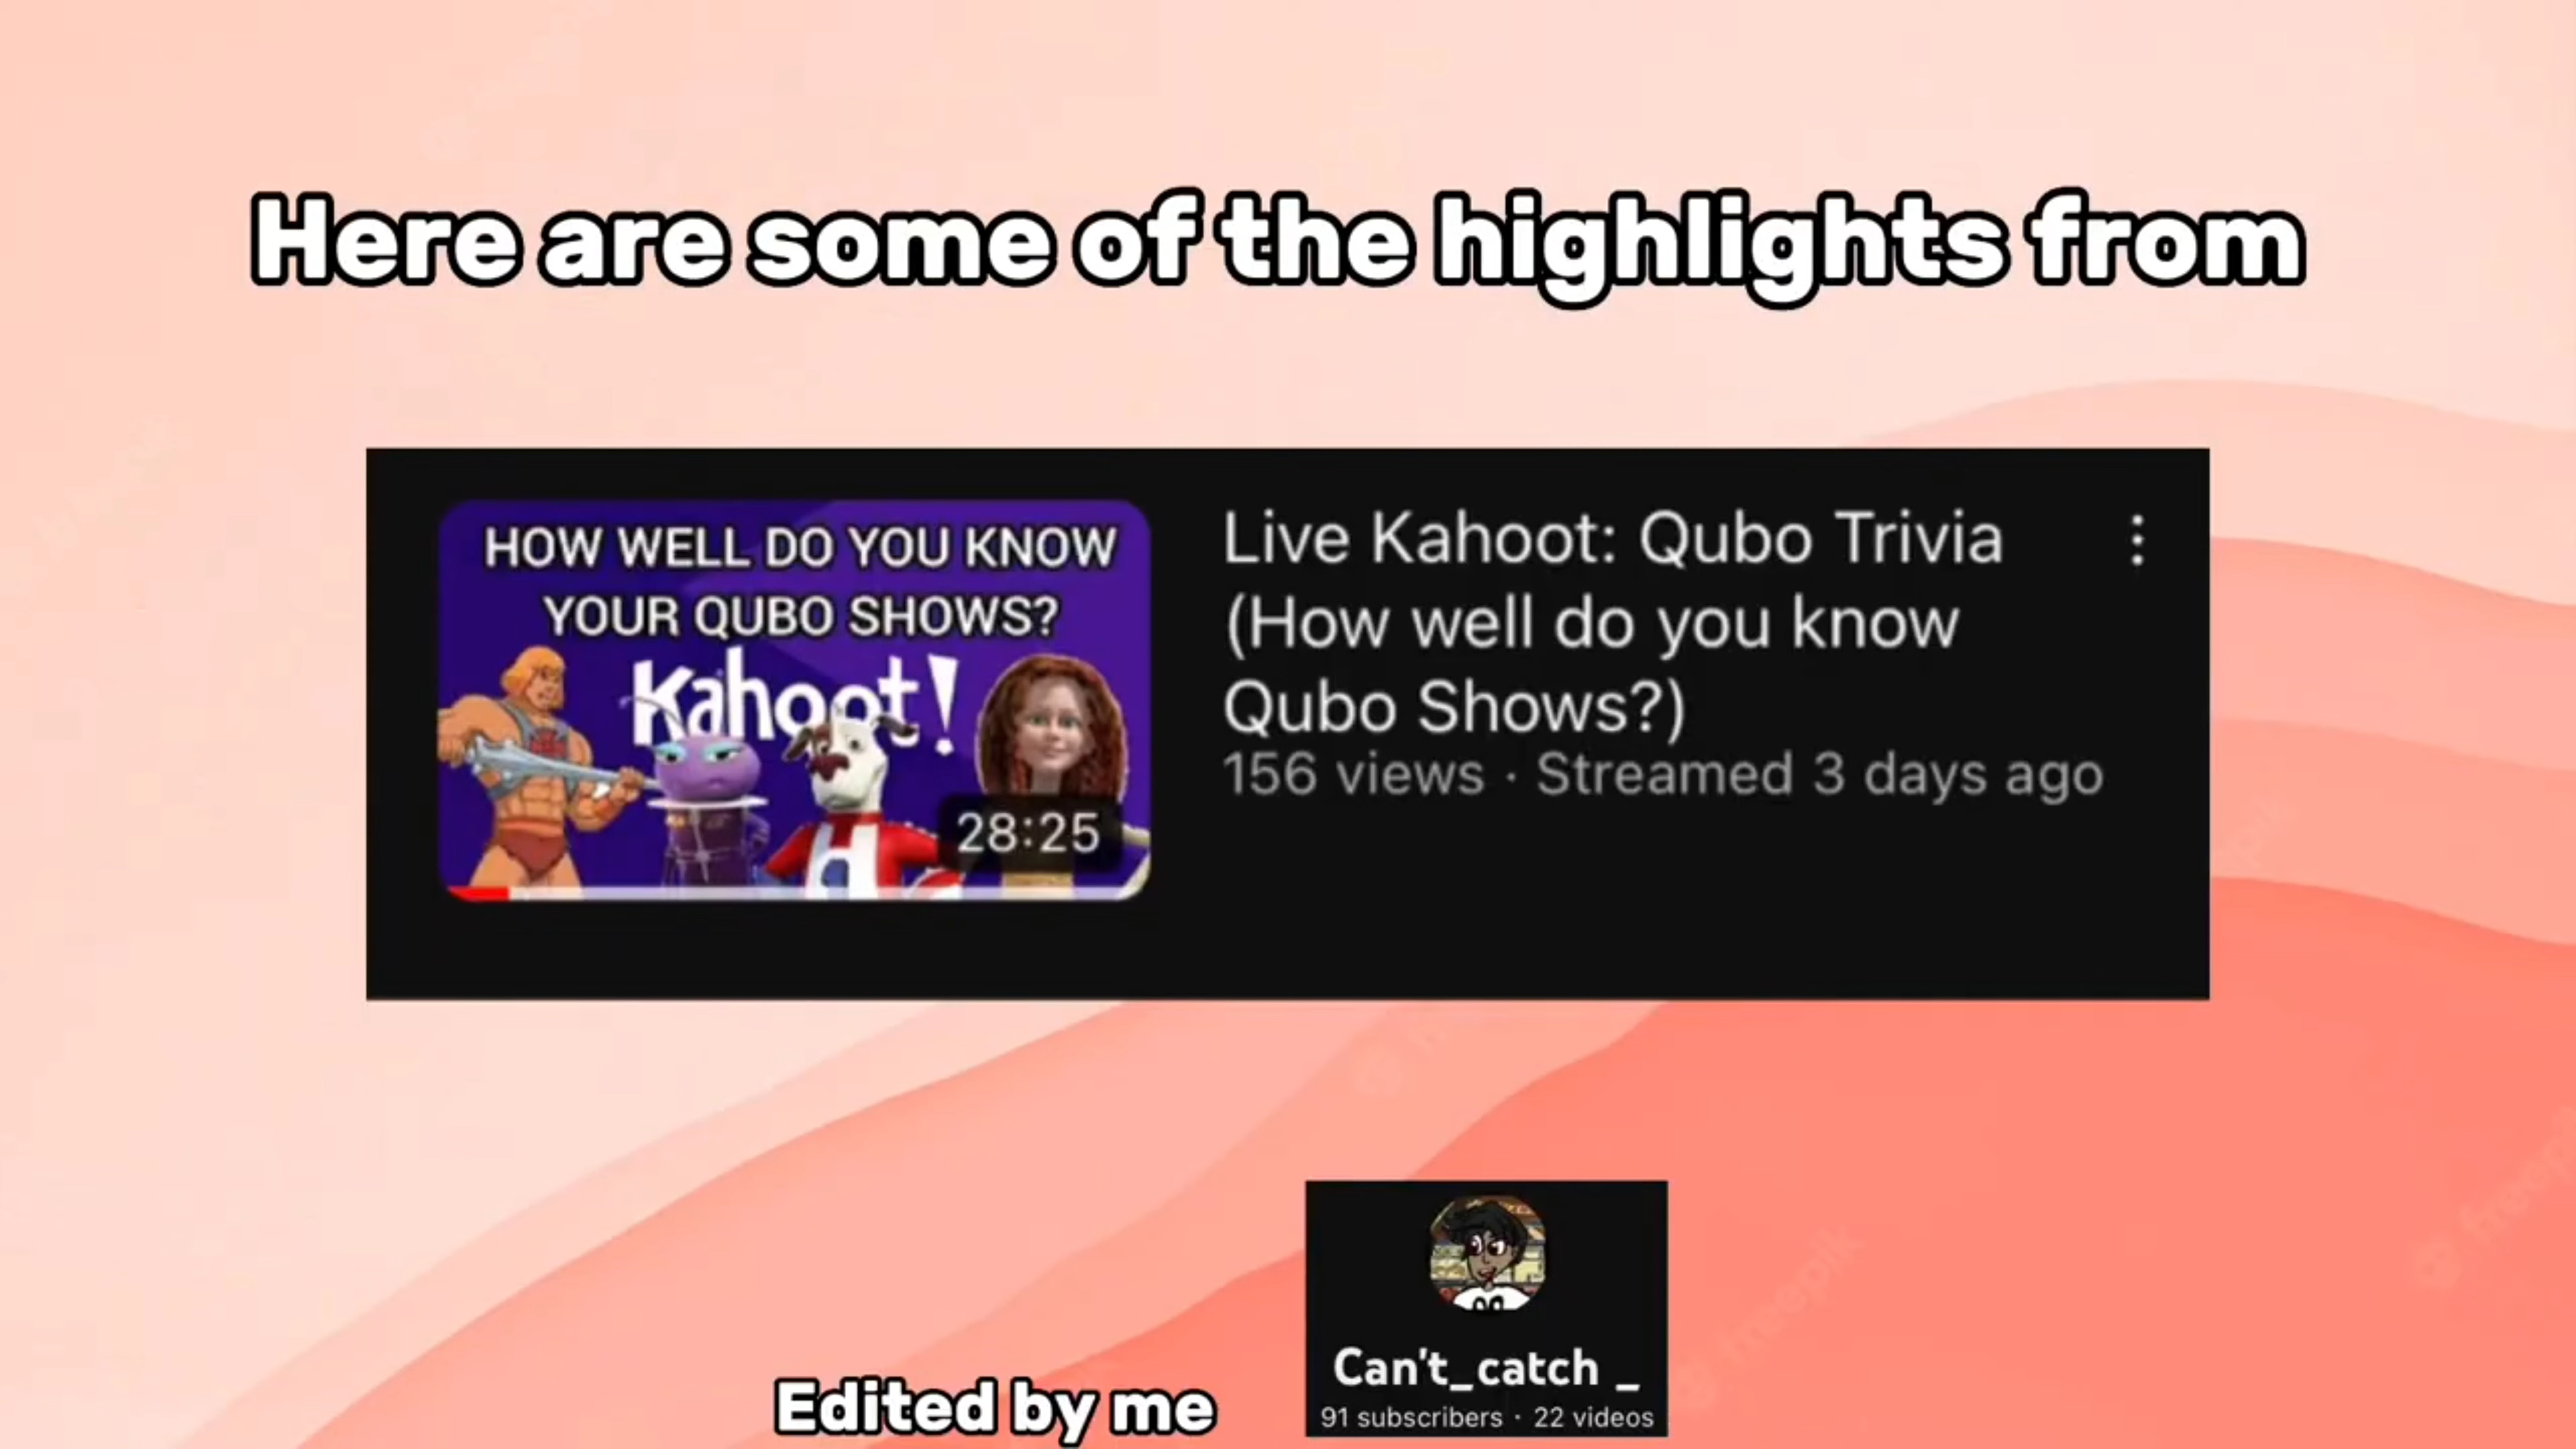 Here are some of the highlights from
HOW WELL DO YOU KNOW
YOUR QUBO SHOWS?
Kahoot!
28:25
Live Kahoot: Qubo Trivia
(How well do you know
Qubo Shows?)
156 views · Streamed 3 days ago
Can't_catch _
91 subscribers · 22 videos
Edited by me
freepik
freepik